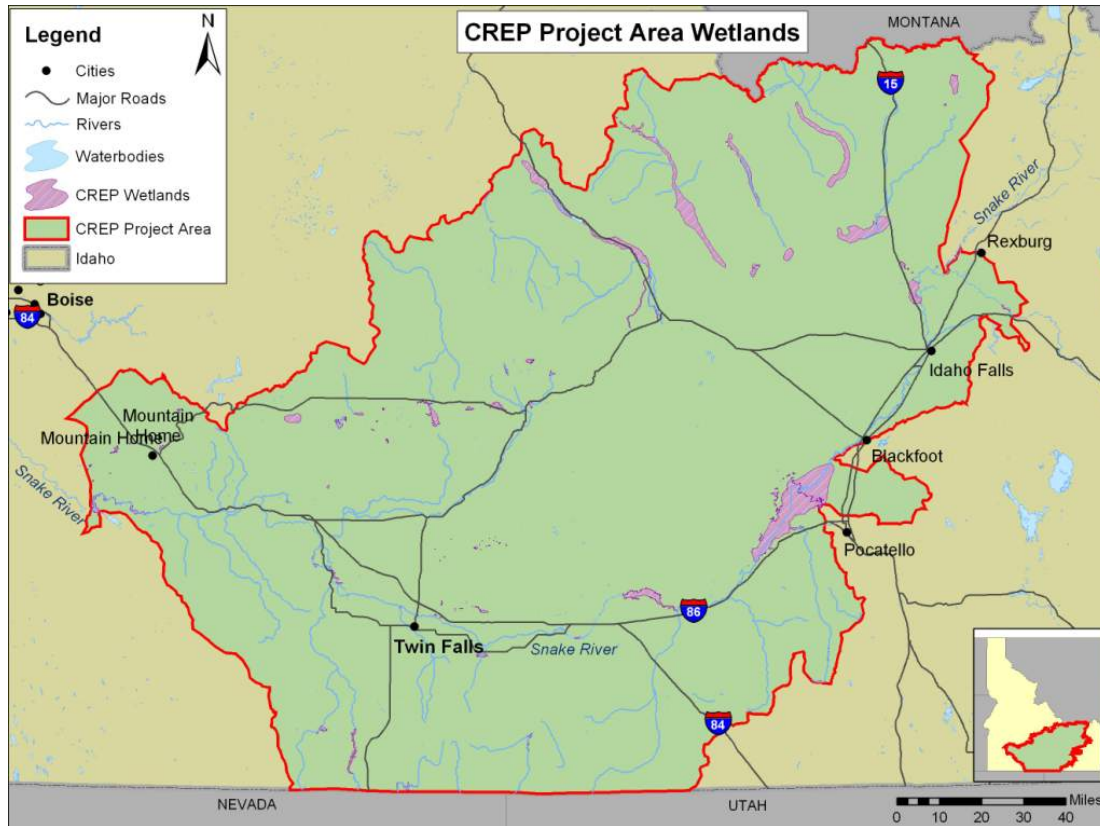 CREP Project Area Wetlands
Legend
N
Cities
Major Roads
Rivers
Waterbodies
CREP Wetlands
CREP Project Area
Idaho
MONTANA
15
Snake River
Rexburg
Boise
84
Idaho Falls
Mountain
Home
Mountain Home
Blackfoot
Snake River
Pocatello
86
Twin Falls
Snake River
84
NEVADA
UTAH
Miles
0 10 20 40